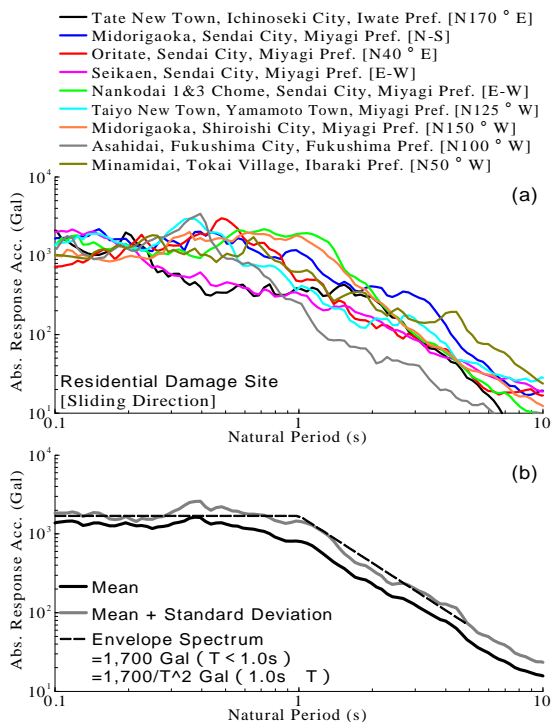 Tate New Town, Ichinoseki City, Iwate Pref. [N170 ° E]
Midorigaoka, Sendai City, Miyagi Pref. [N-S]
Oritate, Sendai City, Miyagi Pref. [N40 ° E]
Seikaen, Sendai City, Miyagi Pref. [E-W]
Nankodai 1&3 Chome, Sendai City, Miyagi Pref. [E-W]
Taiyo New Town, Yamamoto Town, Miyagi Pref. [N125 ° W]
Midorigaoka, Shiroishi City, Miyagi Pref. [N150 ° W]
Asahidai, Fukushima City, Fukushima Pref. [N100 ° W]
Minamidai, Tokai Village, Ibaraki Pref. [N50 ° W]
(a)
Abs. Response Acc. (Gal)
10^4
10^3
10^2
10^1
Residential Damage Site
[Sliding Direction]
0.1 1 10
Natural Period (s)
(b)
Abs. Response Acc. (Gal)
10^4
10^3
10^2
10^1
Mean
Mean + Standard Deviation
Envelope Spectrum
=1,700 Gal (T<1.0s)
=1,700/T^2 Gal (1.0s T)
0.1 1 10
Natural Period (s)